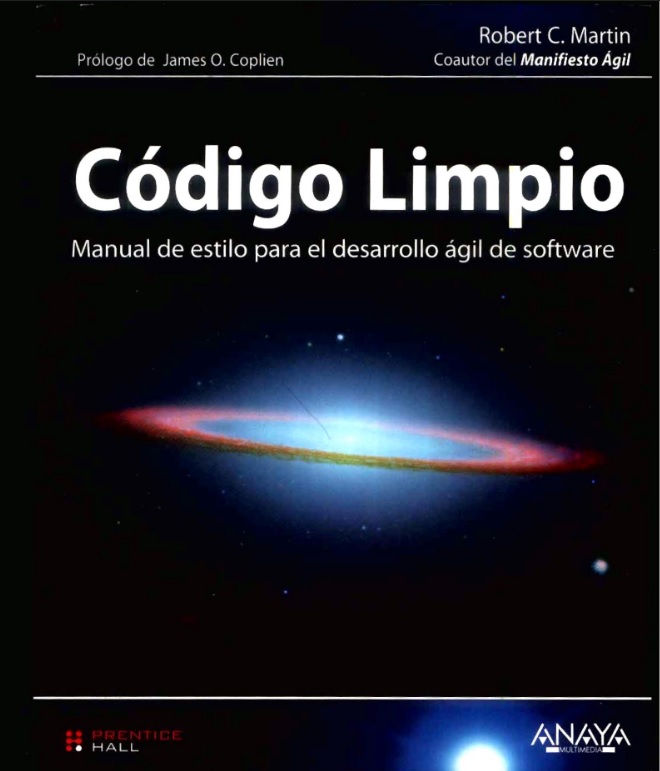 Robert C. Martin
Prólogo de James O. Coplien
Coautor del Manifiesto Ágil
Código Limpio
Manual de estilo para el desarrollo ágil de software
PRENTICE
HALL
ANAYA
MULTIMEDIA